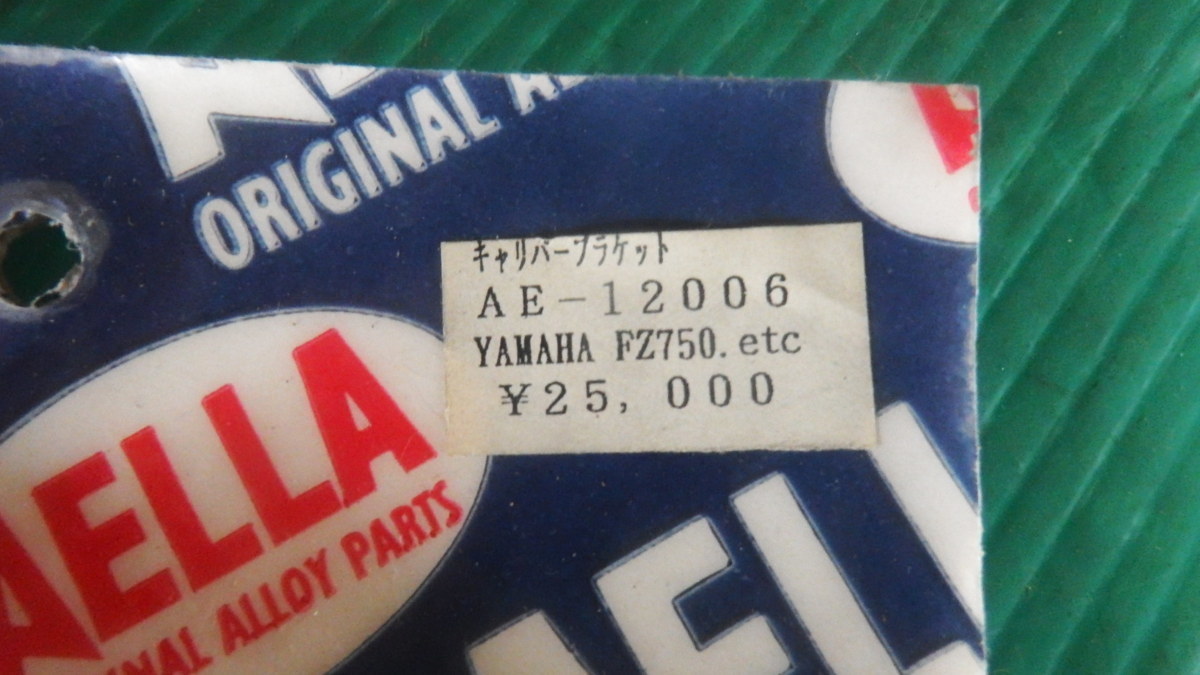 ORIGINAL
キャリパーブラケット
AE-12006
YAMAHA FZ750.etc
¥25,000
AELLA
ORIGINAL ALLOY PARTS
AELL